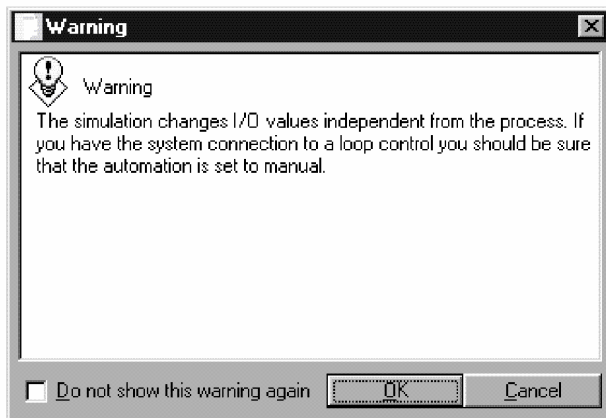 Warning
Warning
The simulation changes I/O values independent from the process. If
you have the system connection to a loop control you should be sure
that the automation is set to manual.
Do not show this warning again OK Cancel